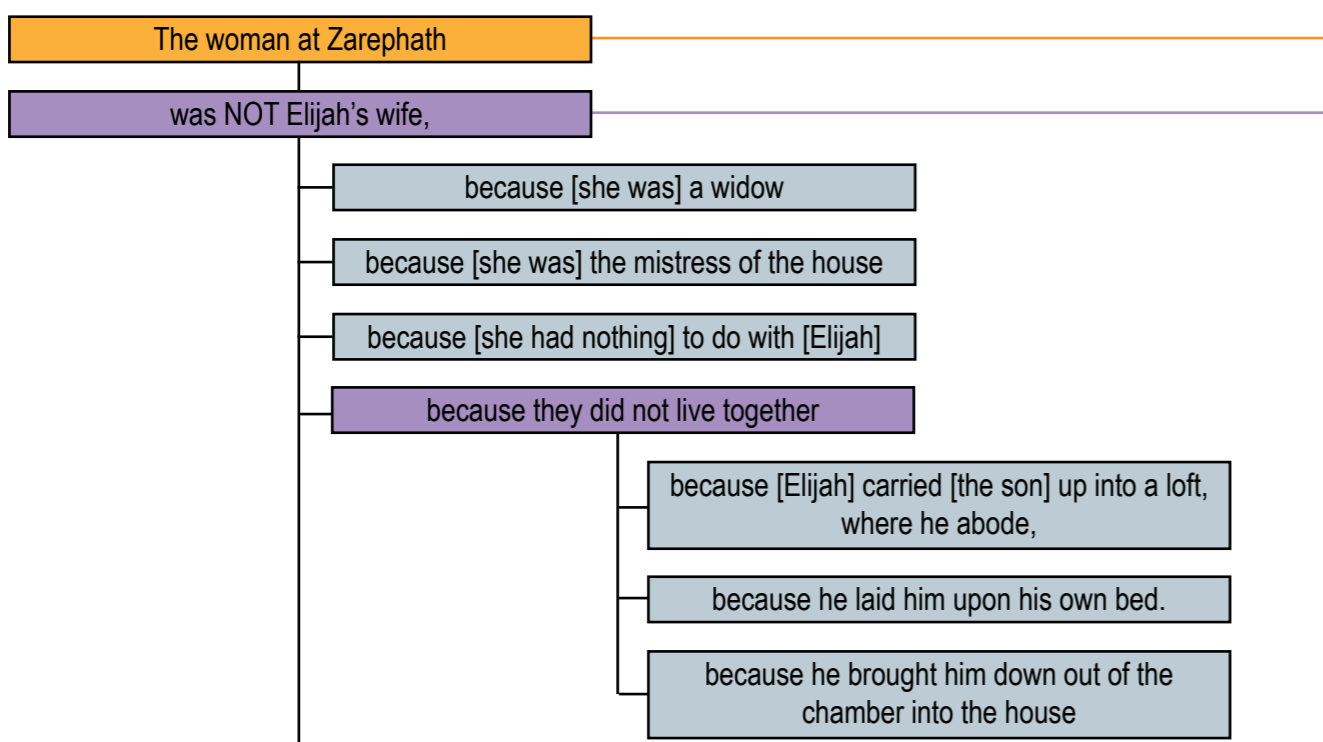 The woman at Zarephath
was NOT Elijah’s wife,
because [she was] a widow
because [she was] the mistress of the house
because [she had nothing] to do with [Elijah]
because they did not live together
because [Elijah] carried [the son] up into a loft,
where he abode,
because he laid him upon his own bed.
because he brought him down out of the
chamber into the house